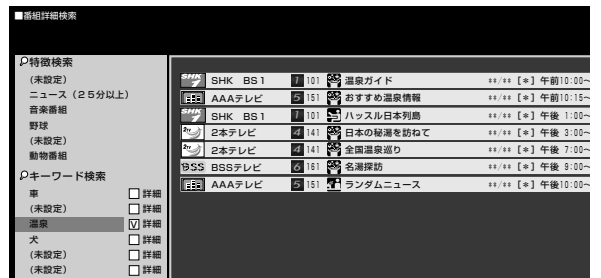 ■番組詳細検索
特徴検索
(未設定)
ニュース(25分以上)
音楽番組
野球
(未設定)
動物番組
キーワード検索
車 詳細
(未設定) 詳細
温泉 V 詳細
犬 詳細
(未設定) 詳細
(未設定) 詳細
SHK SHK BS1 1 101 温泉ガイド **/** [*] 午前10:00~
AAAテレビ 5 151 おすすめ温泉情報 **/** [*] 午前10:15~
SHK SHK BS1 1 101 ハッスル日本列島 **/** [*] 午後 1:00~
2TV 2本テレビ 4 141 日本の秘湯を訪ねて **/** [*] 午後 3:00~
2TV 2本テレビ 4 141 全国温泉巡り **/** [*] 午後 7:00~
BSS BSSテレビ 6 161 名湯探訪 **/** [*] 午後 9:00~
AAAテレビ 5 151 ランダムニュース **/** [*] 午後10:00~